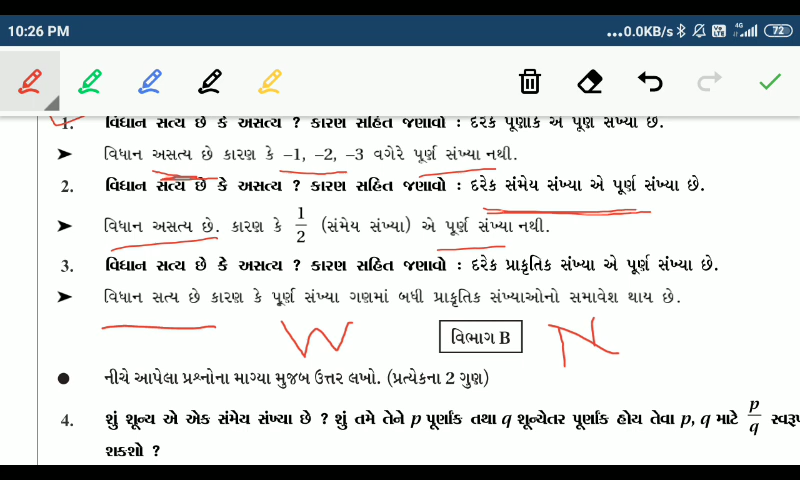 10:26 PM ...0.0KB/s 4G 72
1. વિધાન સત્ય છે કે અસત્ય ? કારણ સહિત જણાવો : દરેક પૂર્ણાંક એ પૂર્ણ સંખ્યા છે.
➤ વિધાન અસત્ય છે કારણ કે –1, –2, –3 વગેરે પૂર્ણ સંખ્યા નથી.
2. વિધાન સત્ય છે કે અસત્ય ? કારણ સહિત જણાવો : દરેક સંમેય સંખ્યા એ પૂર્ણ સંખ્યા છે.
➤ વિધાન અસત્ય છે. કારણ કે 1/2 (સંમેય સંખ્યા) એ પૂર્ણ સંખ્યા નથી.
3. વિધાન સત્ય છે કે અસત્ય ? કારણ સહિત જણાવો : દરેક પ્રાકૃતિક સંખ્યા એ પૂર્ણ સંખ્યા છે.
➤ વિધાન સત્ય છે કારણ કે પૂર્ણ સંખ્યા ગણમાં બધી પ્રાકૃતિક સંખ્યાઓનો સમાવેશ થાય છે.
W વિભાગ B N
● નીચે આપેલા પ્રશ્નોના માગ્યા મુજબ ઉત્તર લખો. (પ્રત્યેકના 2 ગુણ)
4. શું શૂન્ય એ એક સંમેય સંખ્યા છે ? શું તમે તેને p પૂર્ણાંક તથા q શૂન્યેતર પૂર્ણાંક હોય તેવા p, q માટે p/q સ્વરૂપ
શકશો ?